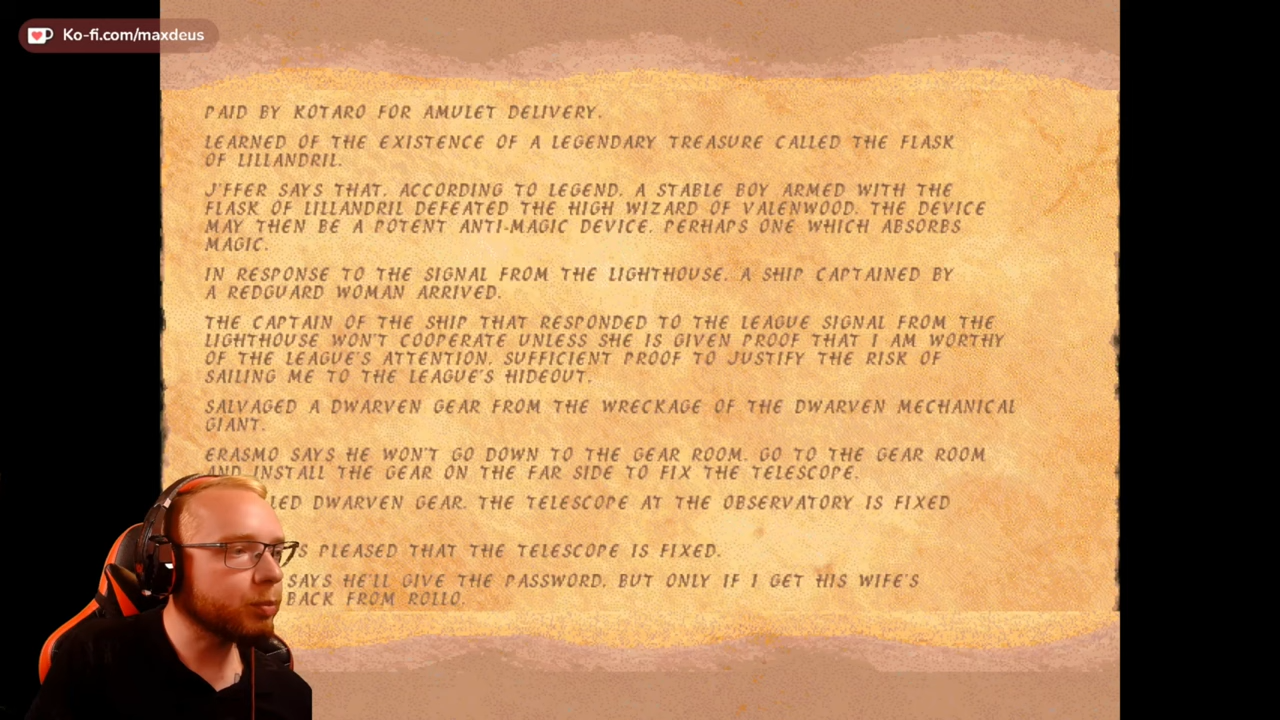 Ko-fi.com/maxdeus
PAID BY KOTARO FOR AMULET DELIVERY.
LEARNED OF THE EXISTENCE OF A LEGENDARY TREASURE CALLED THE FLASK
OF LILLANDRIL.
J'FFER SAYS THAT, ACCORDING TO LEGEND, A STABLE BOY ARMED WITH THE
FLASK OF LILLANDRIL DEFEATED THE HIGH WIZARD OF VALENWOOD. THE DEVICE
MAY THEN BE A POTENT ANTI-MAGIC DEVICE, PERHAPS ONE WHICH ABSORBS
MAGIC.
IN RESPONSE TO THE SIGNAL FROM THE LIGHTHOUSE, A SHIP CAPTAINED BY
A REDGUARD WOMAN ARRIVED.
THE CAPTAIN OF THE SHIP THAT RESPONDED TO THE LEAGUE SIGNAL FROM THE
LIGHTHOUSE WON'T COOPERATE UNLESS SHE IS GIVEN PROOF THAT I AM WORTHY
OF THE LEAGUE'S ATTENTION, SUFFICIENT PROOF TO JUSTIFY THE RISK OF
SAILING ME TO THE LEAGUE'S HIDEOUT.
SALVAGED A DWARVEN GEAR FROM THE WRECKAGE OF THE DWARVEN MECHANICAL
GIANT.
ERASMO SAYS HE WON'T GO DOWN TO THE GEAR ROOM. GO TO THE GEAR ROOM
AND INSTALL THE GEAR ON THE FAR SIDE TO FIX THE TELESCOPE.
LED DWARVEN GEAR. THE TELESCOPE AT THE OBSERVATORY IS FIXED
S PLEASED THAT THE TELESCOPE IS FIXED.
SAYS HE'LL GIVE THE PASSWORD, BUT ONLY IF I GET HIS WIFE'S
BACK FROM ROLLO.